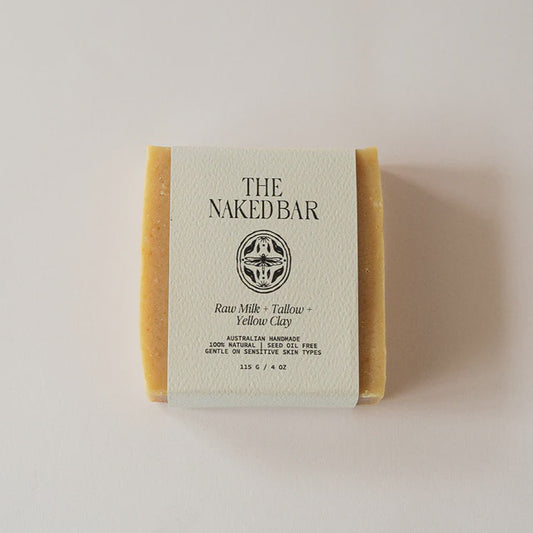 THE
NAKED BAR
Raw Milk + Tallow +
Yellow Clay
AUSTRALIAN HANDMADE
100% NATURAL | SEED OIL FREE
GENTLE ON SENSITIVE SKIN TYPES
115 G / 4 OZ